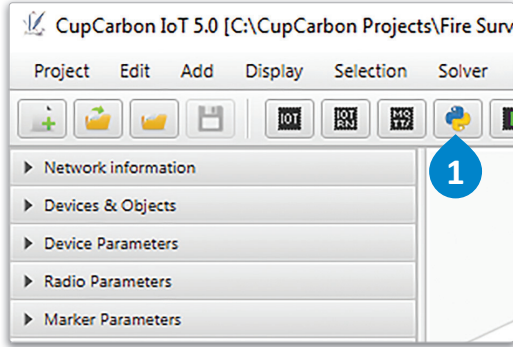 CupCarbon IoT 5.0 [C:\CupCarbon Projects\Fire Surv
Project Edit Add Display Selection Solver
IOT IOT RN MQ TT/
1
Network information
Devices & Objects
Device Parameters
Radio Parameters
Marker Parameters